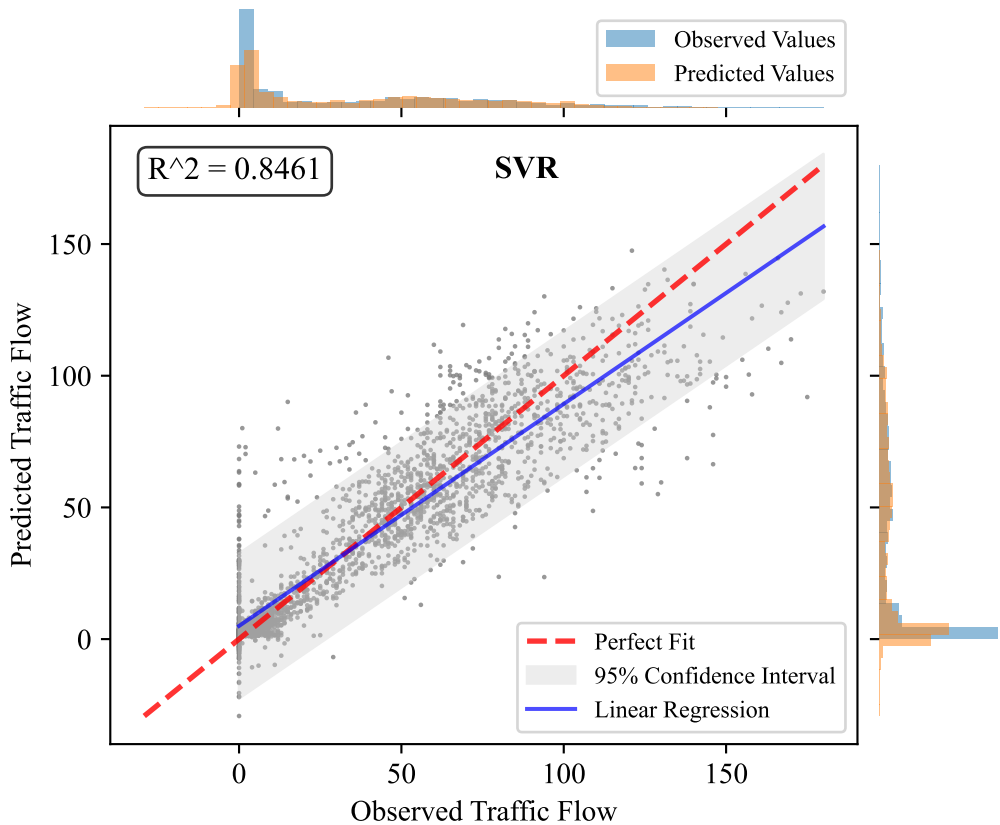 Observed Values
Predicted Values
R^2 = 0.8461
SVR
150
100
50
0
Predicted Traffic Flow
Perfect Fit
95% Confidence Interval
Linear Regression
0
50
100
150
Observed Traffic Flow